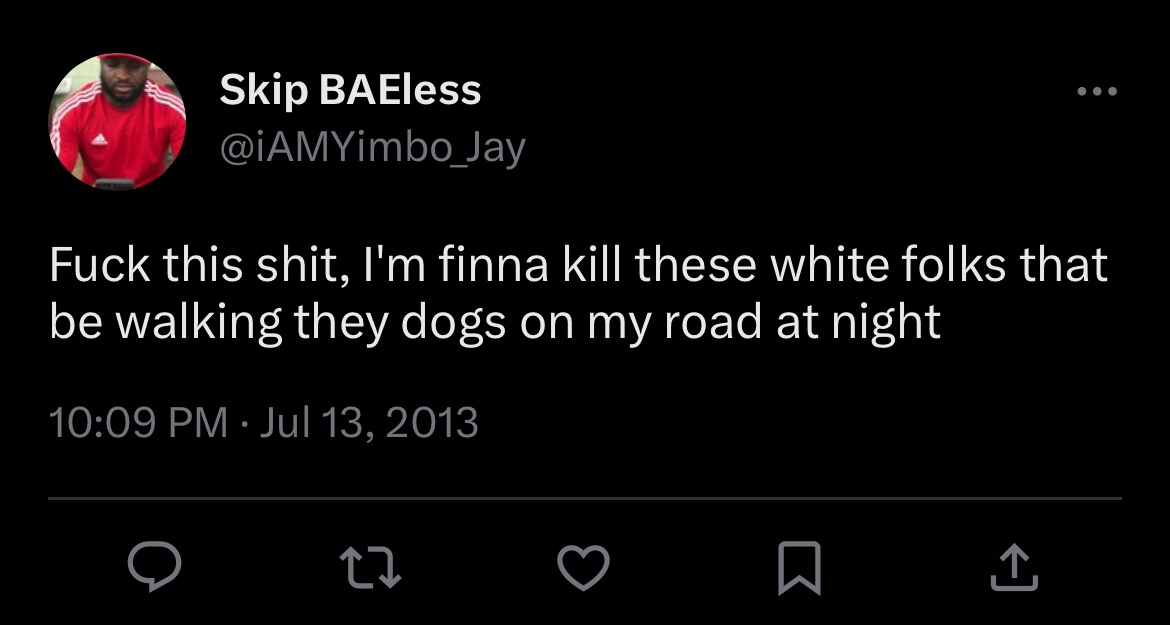 Skip BAEless
@iAMYimbo_Jay
Fuck this shit, I'm finna kill these white folks that
be walking they dogs on my road at night
10:09 PM · Jul 13, 2013